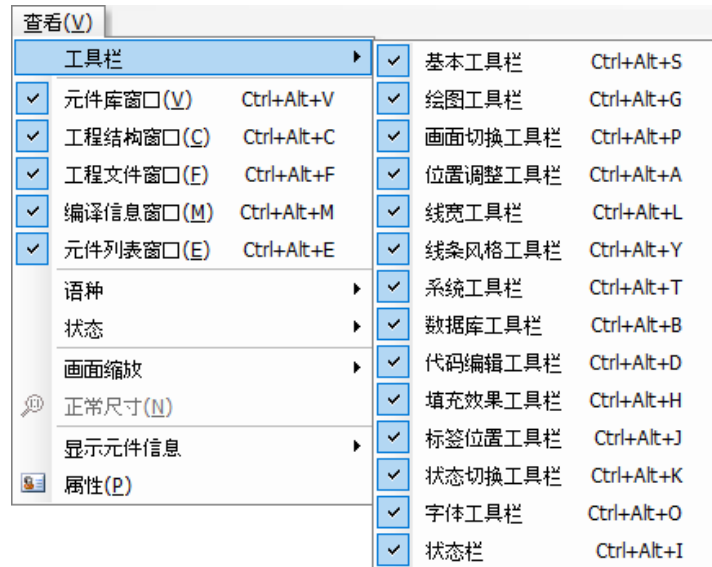 查看(V)
工具栏
元件库窗口(V) Ctrl+Alt+V
工程结构窗口(C) Ctrl+Alt+C
工程文件窗口(F) Ctrl+Alt+F
编译信息窗口(M) Ctrl+Alt+M
元件列表窗口(E) Ctrl+Alt+E
语种
状态
画面缩放
正常尺寸(N)
显示元件信息
属性(P)
基本工具栏 Ctrl+Alt+S
绘图工具栏 Ctrl+Alt+G
画面切换工具栏 Ctrl+Alt+P
位置调整工具栏 Ctrl+Alt+A
线宽工具栏 Ctrl+Alt+L
线条风格工具栏 Ctrl+Alt+Y
系统工具栏 Ctrl+Alt+T
数据库工具栏 Ctrl+Alt+B
代码编辑工具栏 Ctrl+Alt+D
填充效果工具栏 Ctrl+Alt+H
标签位置工具栏 Ctrl+Alt+J
状态切换工具栏 Ctrl+Alt+K
字体工具栏 Ctrl+Alt+O
状态栏 Ctrl+Alt+I